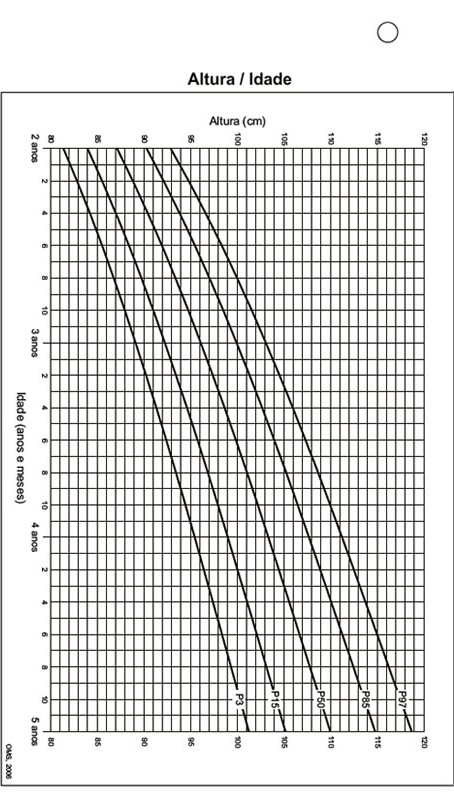 Altura / Idade
Altura (cm)
80 85 90 95 100 105 110 115 120
2 anos
2
4
6
8
10
3 anos
2
4
6
8
10
4 anos
2
4
6
8
10
5 anos
Idade (anos e meses)
P3 P15 P50 P85 P97
80 85 90 95 100 105 110 115 120
OMS, 2006